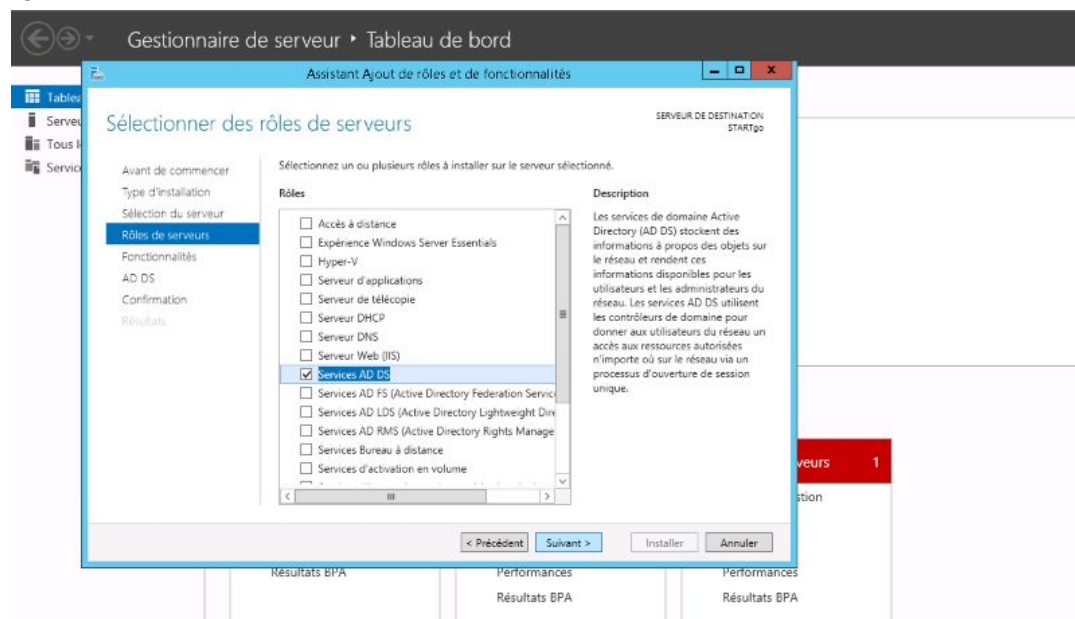 Gestionnaire de serveur ‣ Tableau de bord
Assistant Ajout de rôles et de fonctionnalités
Sélectionner des rôles de serveurs
SERVEUR DE DESTINATION
STARTgo
Avant de commencer
Type d'installation
Sélection du serveur
Rôles de serveurs
Fonctionnalités
AD DS
Confirmation
Résultats
Sélectionnez un ou plusieurs rôles à installer sur le serveur sélectionné.
Rôles
Accès à distance
Expérience Windows Server Essentials
Hyper-V
Serveur d'applications
Serveur de télécopie
Serveur DHCP
Serveur DNS
Serveur Web (IIS)
Services AD DS
Services AD FS (Active Directory Federation Servic
Services AD LDS (Active Directory Lightweight Dire
Services AD RMS (Active Directory Rights Manage
Services Bureau à distance
Services d'activation en volume
Description
Les services de domaine Active
Directory (AD DS) stockent des
informations à propos des objets sur
le réseau et rendent ces
informations disponibles pour les
utilisateurs et les administrateurs du
réseau. Les services AD DS utilisent
les contrôleurs de domaine pour
donner aux utilisateurs du réseau un
accès aux ressources autorisées
n'importe où sur le réseau via un
processus d'ouverture de session
unique.
< Précédent
Suivant >
Installer
Annuler
Tablea
Serveu
Tous l
Servic
veurs 1
stion
Résultats BPA
Performances
Résultats BPA
Performances
Résultats BPA